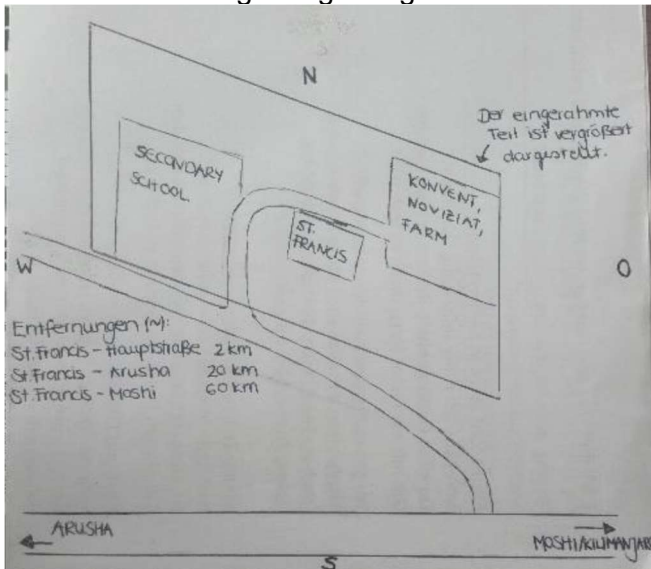 N
Der eingerahmte
Teil ist vergrößert
dargestellt.
SECONDARY
SCHOOL
KONVENT,
NOVIZIAT,
FARM
ST.
FRANCIS
W
O
Entfernungen (~):
St. Francis - Hauptstraße 2 km
St. Francis - Arusha 20 km
St. Francis - Moshi 60 km
ARUSHA
MOSHI/KILIMANJARO
S